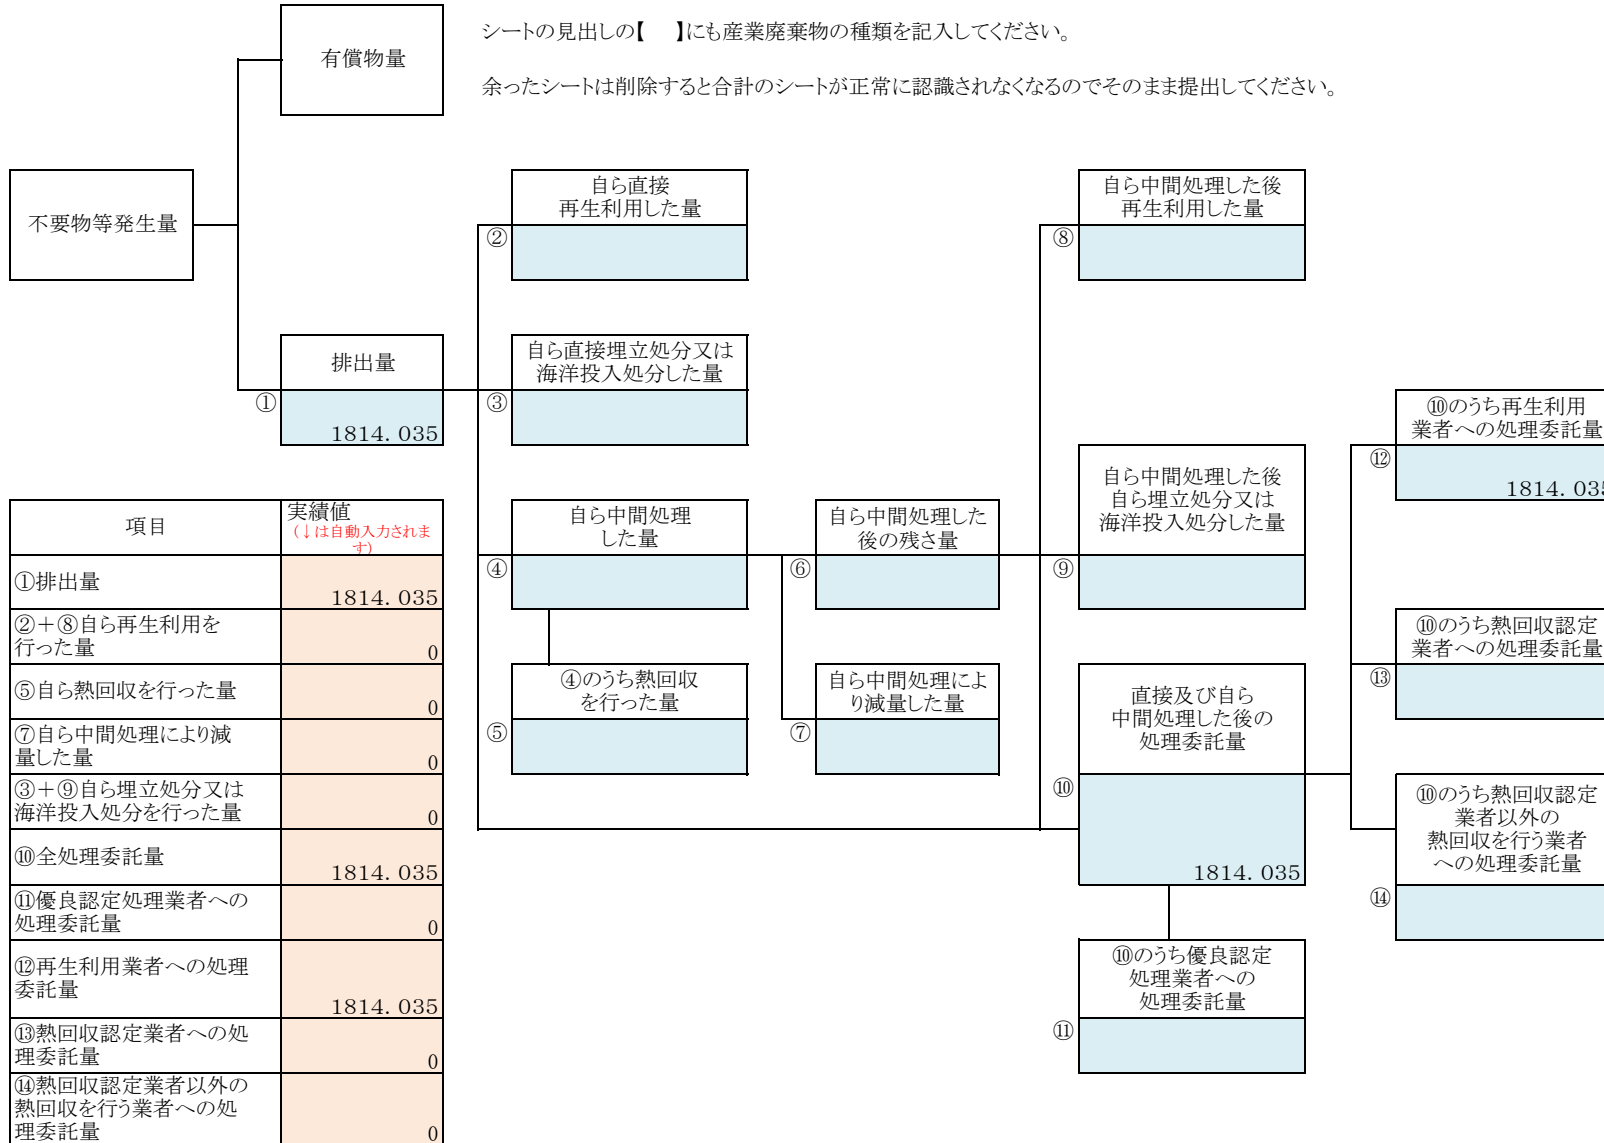 シートの見出しの【　】にも産業廃棄物の種類を記入してください。
有償物量
余ったシートは削除すると合計のシートが正常に認識されなくなるのでそのまま提出してください。
不要物等発生量
自ら直接
再生利用した量
②
自ら中間処理した後
再生利用した量
⑧
排出量
①
1814.035
自ら直接埋立処分又は
海洋投入処分した量
③
⑩のうち再生利用
業者への処理委託量
⑫
1814.035
自ら中間処理
した量
④
自ら中間処理した
後の残さ量
⑥
自ら中間処理した後
自ら埋立処分又は
海洋投入処分した量
⑨
⑩のうち熱回収認定
業者への処理委託量
⑬
④のうち熱回収
を行った量
⑤
自ら中間処理によ
り減量した量
⑦
直接及び自ら
中間処理した後の
処理委託量
⑩
1814.035
⑩のうち熱回収認定
業者以外の
熱回収を行う業者
への処理委託量
⑭
⑩のうち優良認定
処理業者への
処理委託量
⑪
項目
実績値
(↓は自動入力されま
す)
①排出量
1814.035
②＋⑧自ら再生利用を
行った量
0
⑤自ら熱回収を行った量
0
⑦自ら中間処理により減
量した量
0
③＋⑨自ら埋立処分又は
海洋投入処分を行った量
0
⑩全処理委託量
1814.035
⑪優良認定処理業者への
処理委託量
0
⑫再生利用業者への処理
委託量
1814.035
⑬熱回収認定業者への処
理委託量
0
⑭熱回収認定業者以外の
熱回収を行う業者への処
理委託量
0